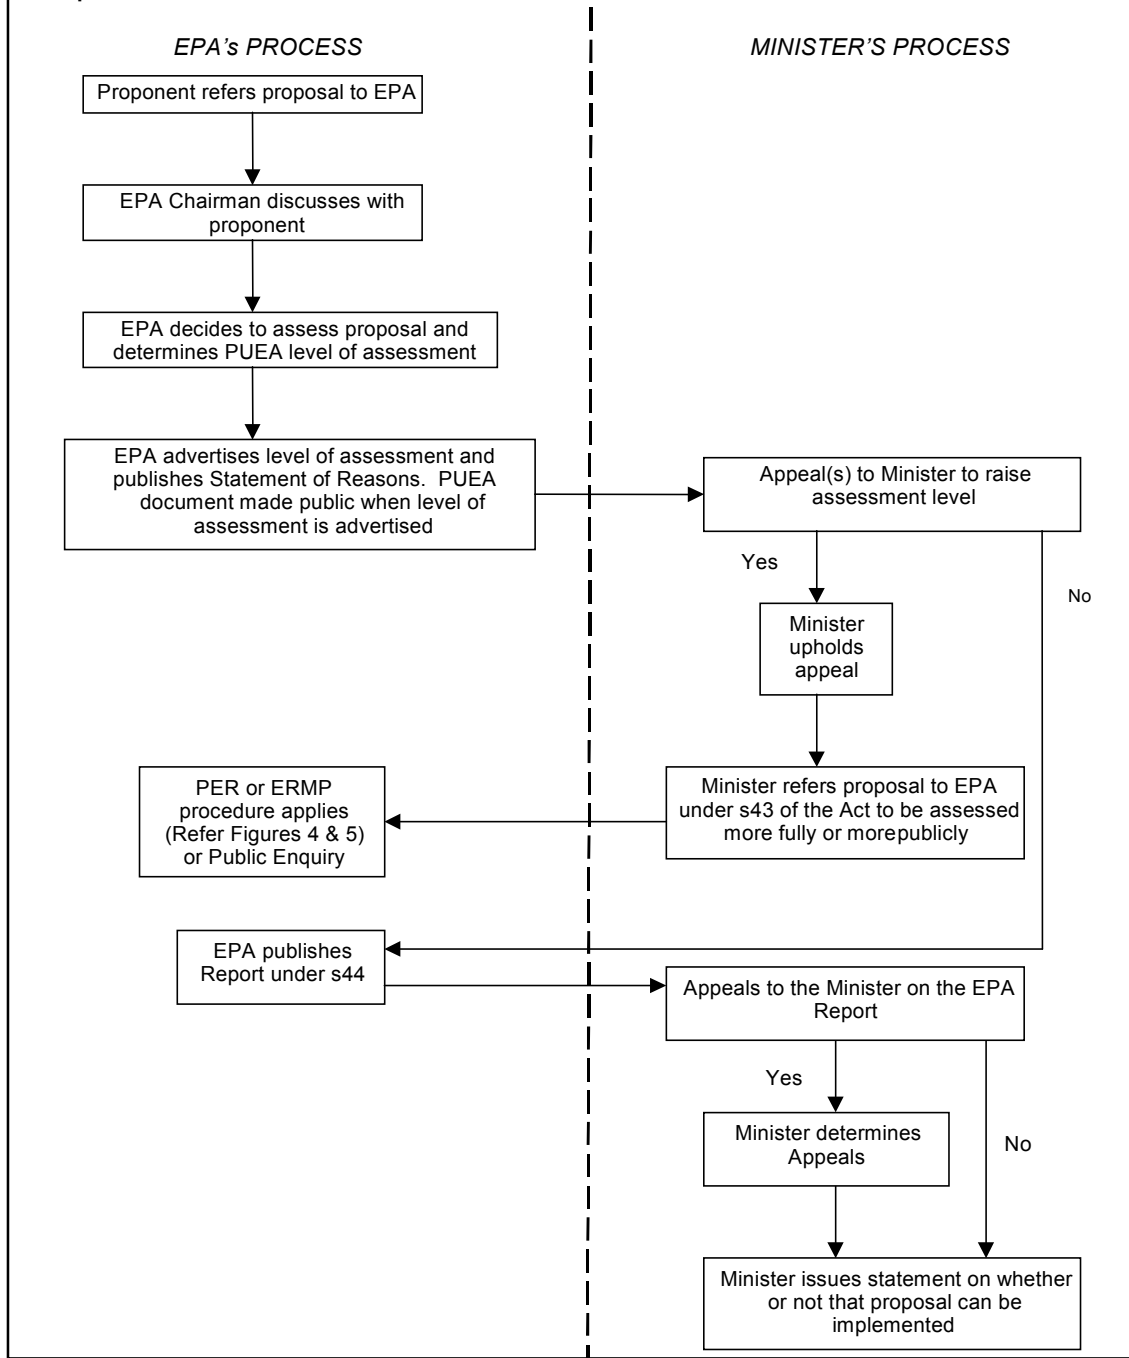 EPA's PROCESS
MINISTER'S PROCESS
Proponent refers proposal to EPA
EPA Chairman discusses with
proponent
EPA decides to assess proposal and
determines PUEA level of assessment
EPA advertises level of assessment and
publishes Statement of Reasons.  PUEA
document made public when level of
assessment is advertised
Appeal(s) to Minister to raise
assessment level
Yes
No
Minister
upholds
appeal
Minister refers proposal to EPA
under s43 of the Act to be assessed
more fully or morepublicly
PER or ERMP
procedure applies
(Refer Figures 4 & 5)
or Public Enquiry
EPA publishes
Report under s44
Appeals to the Minister on the EPA
Report
Yes
No
Minister determines
Appeals
Minister issues statement on whether
or not that proposal can be
implemented